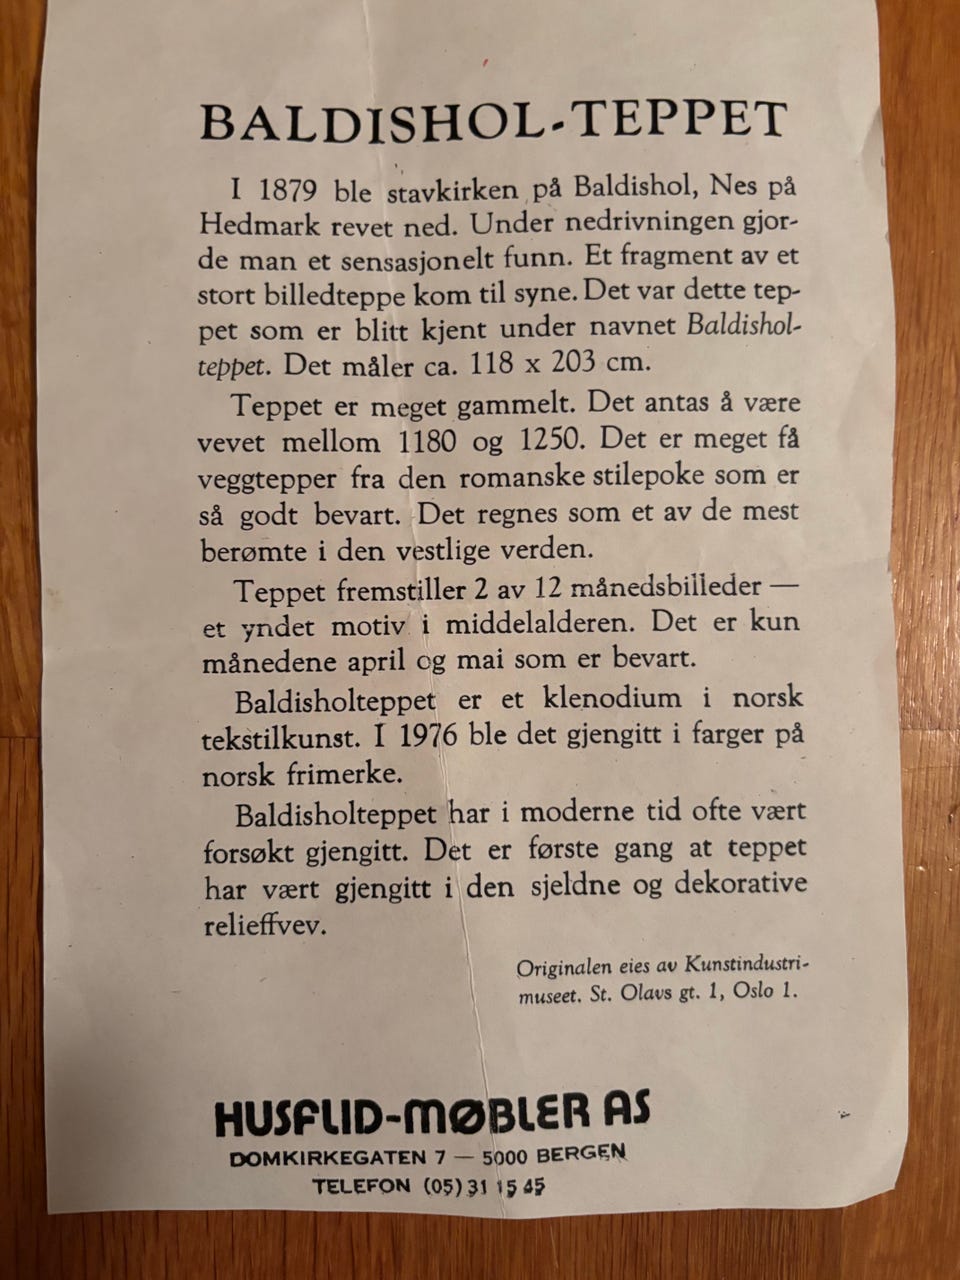 BALDISHOL-TEPPET
I 1879 ble stavkirken på Baldishol, Nes på
Hedmark revet ned. Under nedrivningen gjor-
de man et sensasjonelt funn. Et fragment av et
stort billedteppe kom til syne. Det var dette tep-
pet som er blitt kjent under navnet Baldishol-
teppet. Det måler ca. 118 x 203 cm.
Teppet er meget gammelt. Det antas å være
vevet mellom 1180 og 1250. Det er meget få
veggtepper fra den romanske stilepoke som er
så godt bevart. Det regnes som et av de mest
berømte i den vestlige verden.
Teppet fremstiller 2 av 12 månedsbilleder —
et yndet motiv i middelalderen. Det er kun
månedene april og mai som er bevart.
Baldisholteppet er et klenodium i norsk
tekstilkunst. I 1976 ble det gjengitt i farger på
norsk frimerke.
Baldisholteppet har i moderne tid ofte vært
forsøkt gjengitt. Det er første gang at teppet
har vært gjengitt i den sjeldne og dekorative
relieffvev.
Originalen eies av Kunstindustri-
museet. St. Olavs gt. 1, Oslo 1.
HUSFLID-MØBLER AS
DOMKIRKEGATEN 7 — 5000 BERGEN
TELEFON (05) 31 15 45